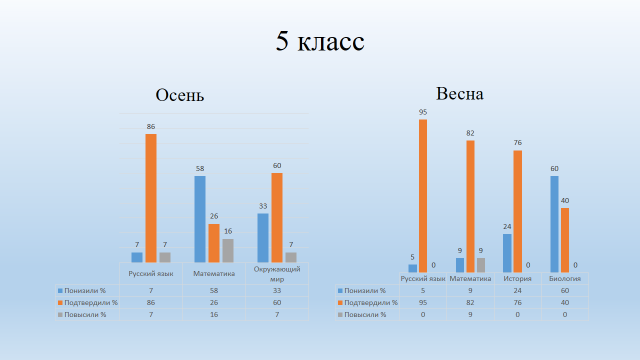 5 класс
Осень
86
7
7
58
26
16
33
60
7
Русский язык Математика Окружающий мир
Понизили % 7 58 33
Подтвердили % 86 26 60
Повысили % 7 16 7
Весна
95
5
0
82
9
9
76
24
0
60
40
0
Русский язык Математика История Биология
Понизили % 5 9 24 60
Подтвердили % 95 82 76 40
Повысили % 0 9 0 0